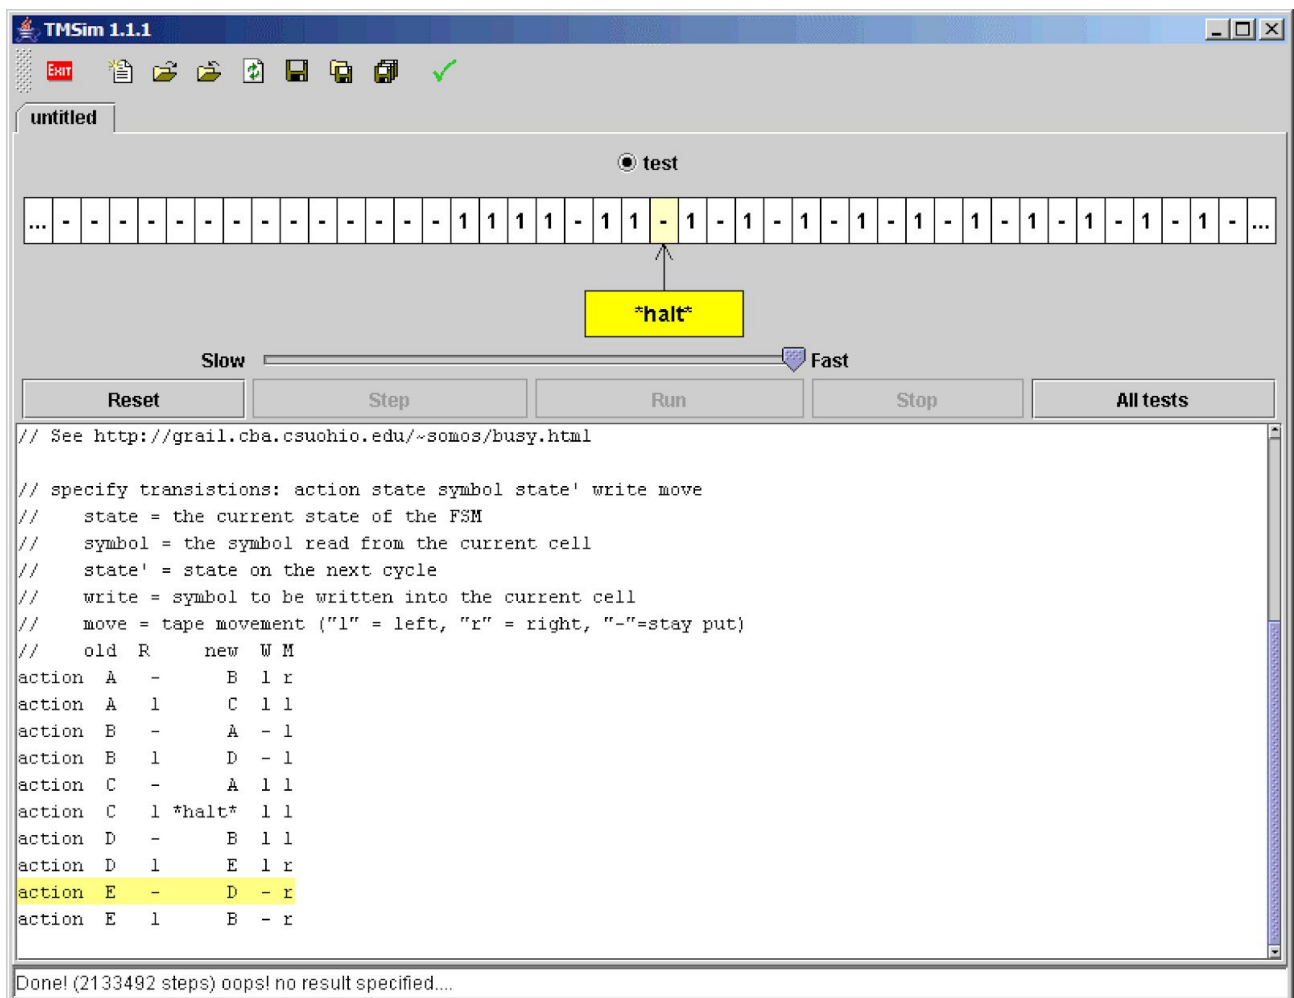 TMSim 1.1.1
EXIT
untitled
test
... - - - - - - - - - - - - - - 1 1 1 1 - 1 1 - 1 - 1 - 1 - 1 - 1 - 1 - 1 - 1 - 1 - 1 - ...
*halt*
Slow Fast
Reset Step Run Stop All tests
// See http://grail.cba.csuohio.edu/~somos/busy.html
// specify transistions: action state symbol state' write move
// state = the current state of the FSM
// symbol = the symbol read from the current cell
// state' = state on the next cycle
// write = symbol to be written into the current cell
// move = tape movement ("l" = left, "r" = right, "-"=stay put)
// old R new W M
action A - B 1 r
action A 1 C 1 l
action B - A - l
action B 1 D - l
action C - A 1 l
action C 1 *halt* 1 l
action D - B 1 l
action D 1 E 1 r
action E - D - r
action E 1 B - r
Done! (2133492 steps) oops! no result specified....